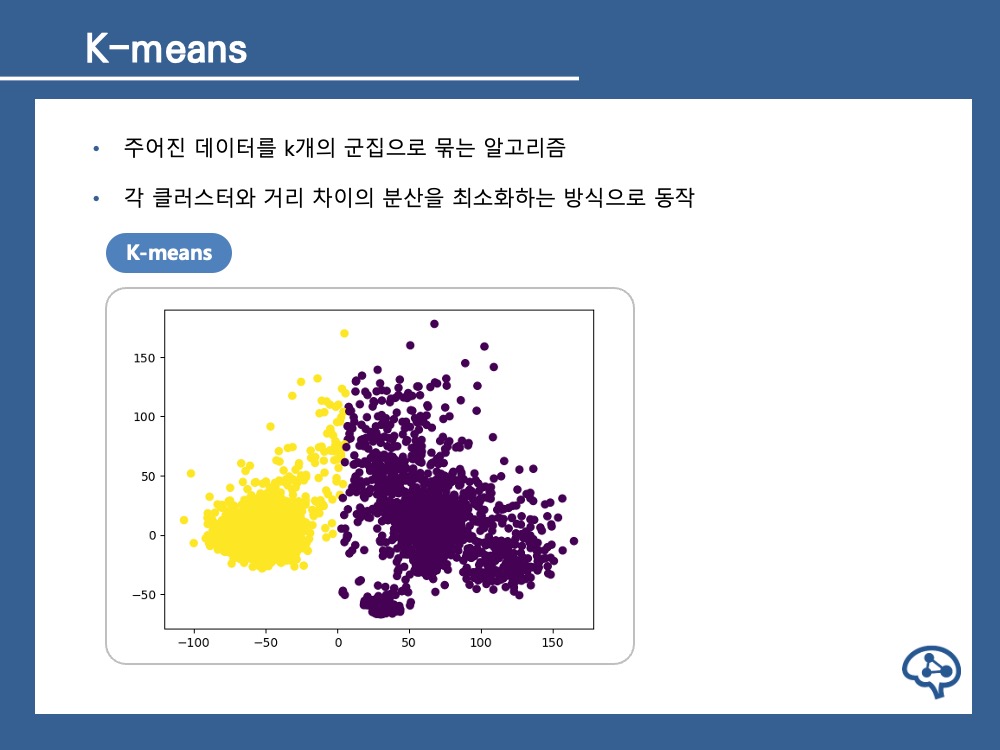 K-means
• 주어진 데이터를 k개의 군집으로 묶는 알고리즘
• 각 클러스터와 거리 차이의 분산을 최소화하는 방식으로 동작
K-means
150
100
50
0
−50
−100 −50 0 50 100 150